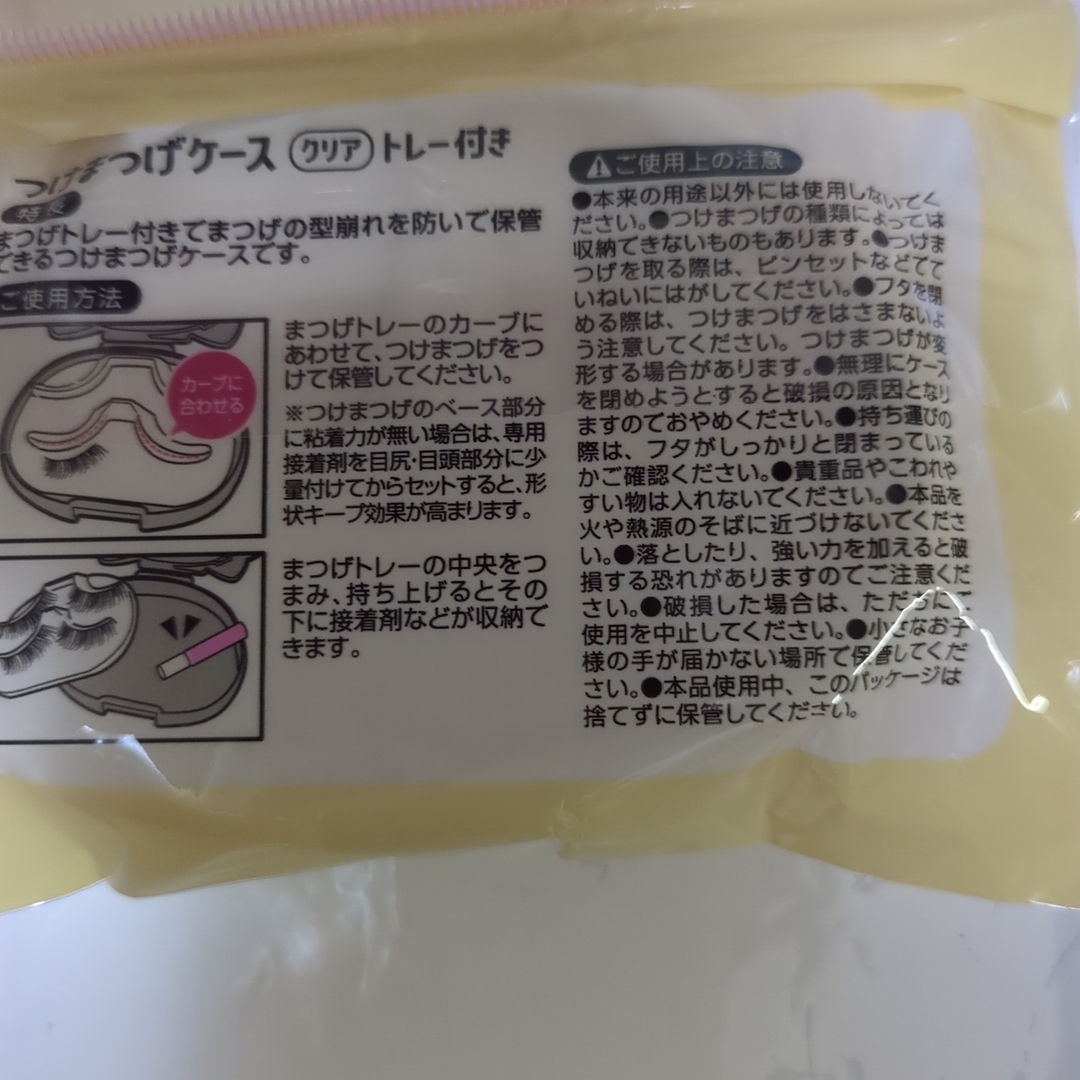 つけまつげケース クリア トレー付き
特長
まつげトレー付きでまつげの型崩れを防いで保管
できるつけまつげケースです。
ご使用方法
カーブに
合わせる
まつげトレーのカーブに
あわせて、つけまつげをつ
けて保管してください。
※つけまつげのベース部分
に粘着力が無い場合は、専用
接着剤を目尻・目頭部分に少
量付けてからセットすると、形
状キープ効果が高まります。
まつげトレーの中央をつ
まみ、持ち上げるとその
下に接着剤などが収納で
きます。
ご使用上の注意
●本来の用途以外には使用しないでく
ださい。●つけまつげの種類によっては
収納できないものもあります。●つけま
つげを取る際は、ピンセットなどでて
いねいにはがしてください。●フタを閉
める際は、つけまつげをはさまないよ
う注意してください。つけまつげが変
形する場合があります。●無理にケース
を閉めようとすると破損の原因となり
ますのでおやめください。●持ち運びの
際は、フタがしっかりと閉まっている
かご確認ください。●貴重品やこわれや
すい物は入れないでください。●本品を
火や熱源のそばに近づけないでくださ
い。●落としたり、強い力を加えると破
損する恐れがありますのでご注意くだ
さい。●破損した場合は、ただちにご
使用を中止してください。●小さなお子
様の手が届かない場所で保管してくだ
さい。●本品使用中、このパッケージは
捨てずに保管してください。